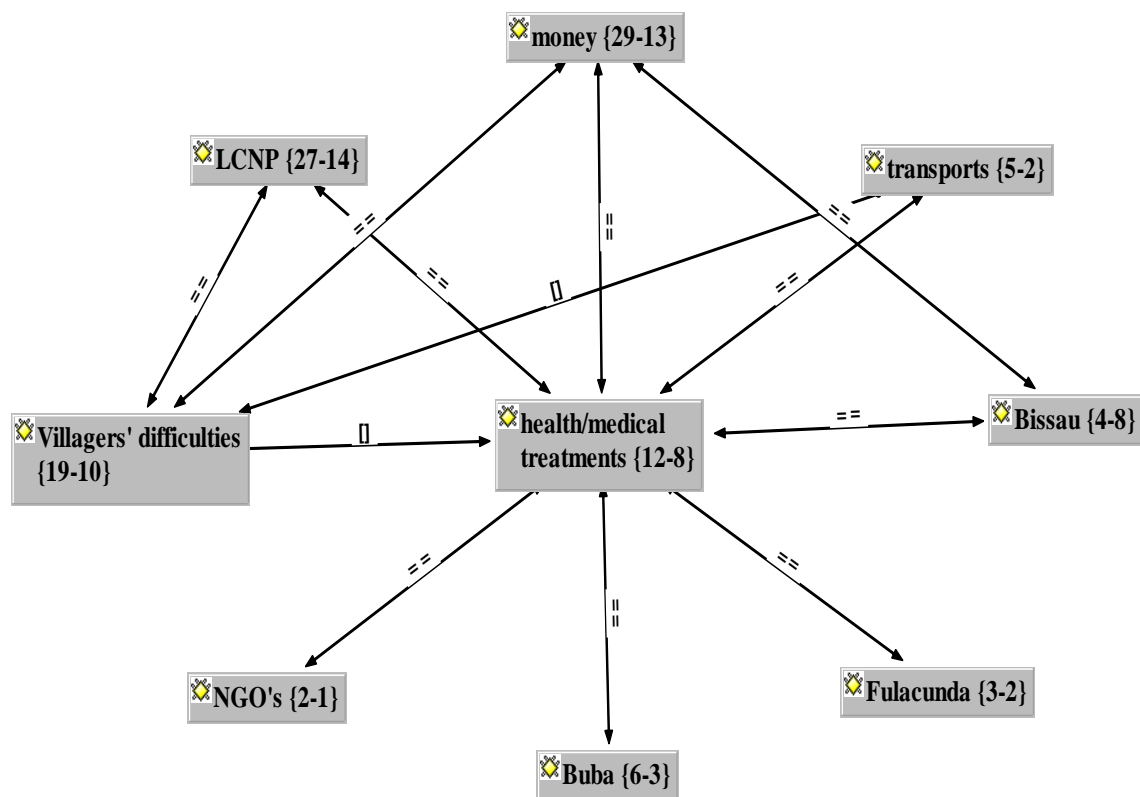 money {29-13}
LCNP {27-14}
transports {5-2}
==
==
==
==
==
==
[]
Villagers' difficulties
{19-10}
[]
health/medical
treatments {12-8}
==
Bissau {4-8}
==
==
==
NGO's {2-1}
Fulacunda {3-2}
Buba {6-3}